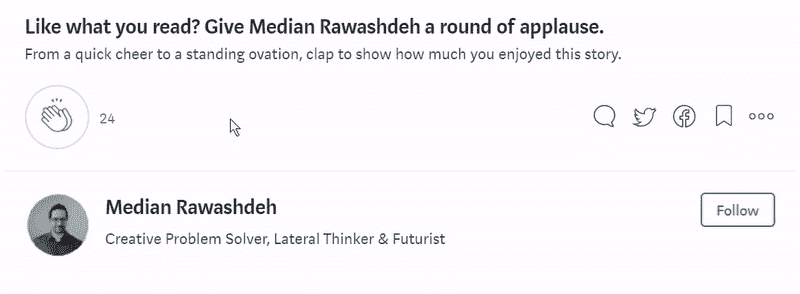 Like what you read? Give Median Rawashdeh a round of applause.
From a quick cheer to a standing ovation, clap to show how much you enjoyed this story.
24
Median Rawashdeh
Follow
Creative Problem Solver, Lateral Thinker & Futurist